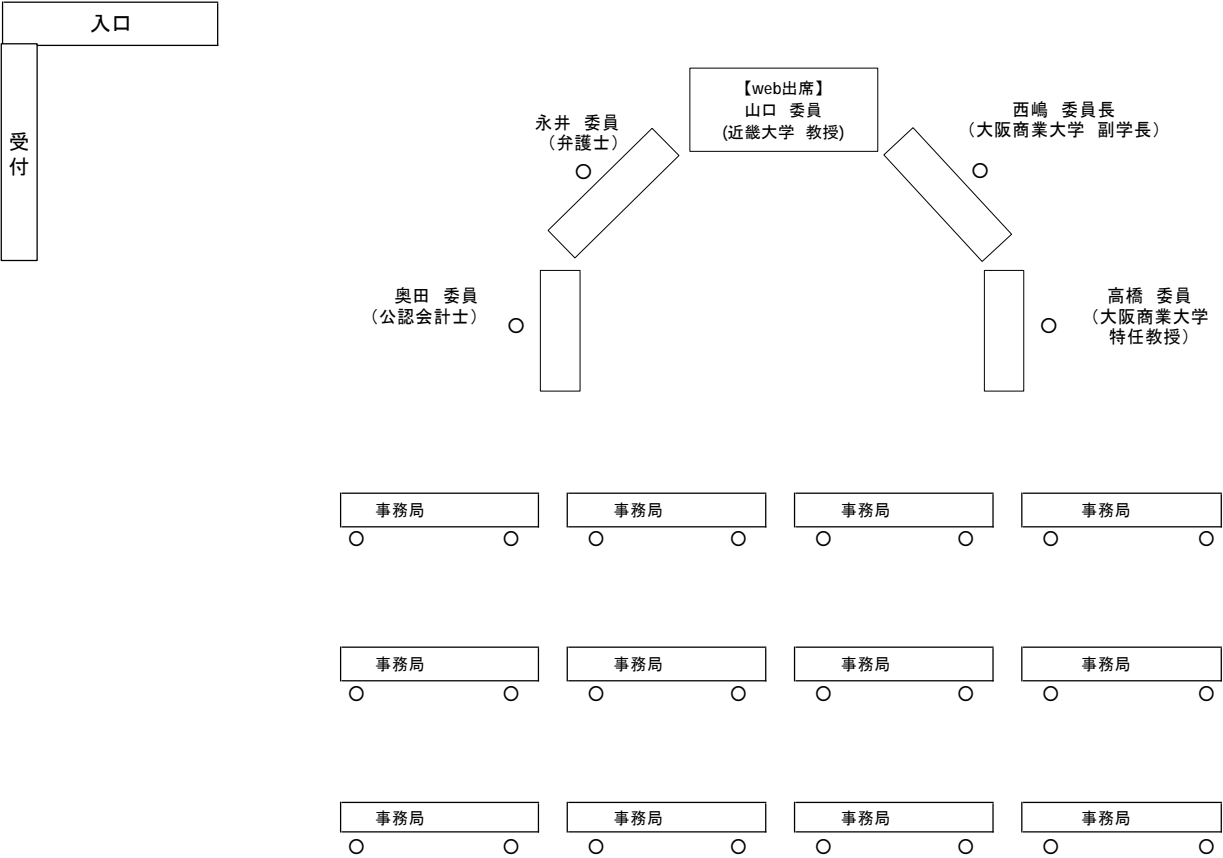 入口
受付
【web出席】
山口 委員
(近畿大学 教授)
永井 委員
（弁護士）
西嶋 委員長
（大阪商業大学 副学長）
奥田 委員
（公認会計士）
高橋 委員
（大阪商業大学
特任教授）
事務局 事務局 事務局 事務局
事務局 事務局 事務局 事務局
事務局 事務局 事務局 事務局